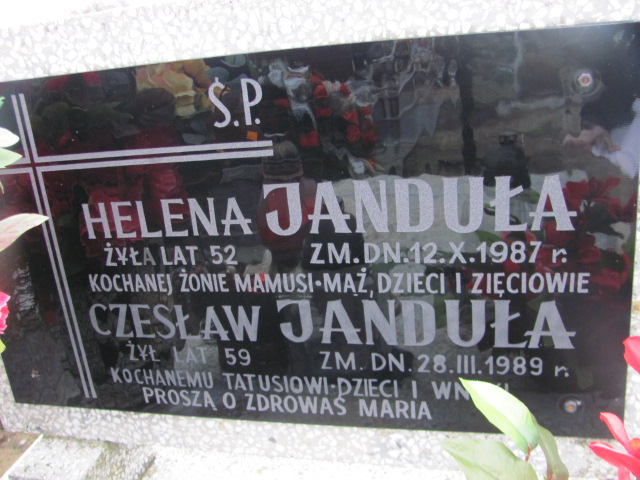 Ś.P.
HELENA JANDUŁA
ŻYŁA LAT 52 ZM. DN. 12.X.1987 r.
KOCHANEJ ŻONIE MAMUSI-MĄŻ, DZIECI I ZIĘCIOWIE
CZESŁAW JANDUŁA
ŻYŁ LAT 59 ZM. DN. 28.III.1989 r.
KOCHANEMU TATUSIOWI-DZIECI I
PROSZĄ O ZDROWAŚ MARIA